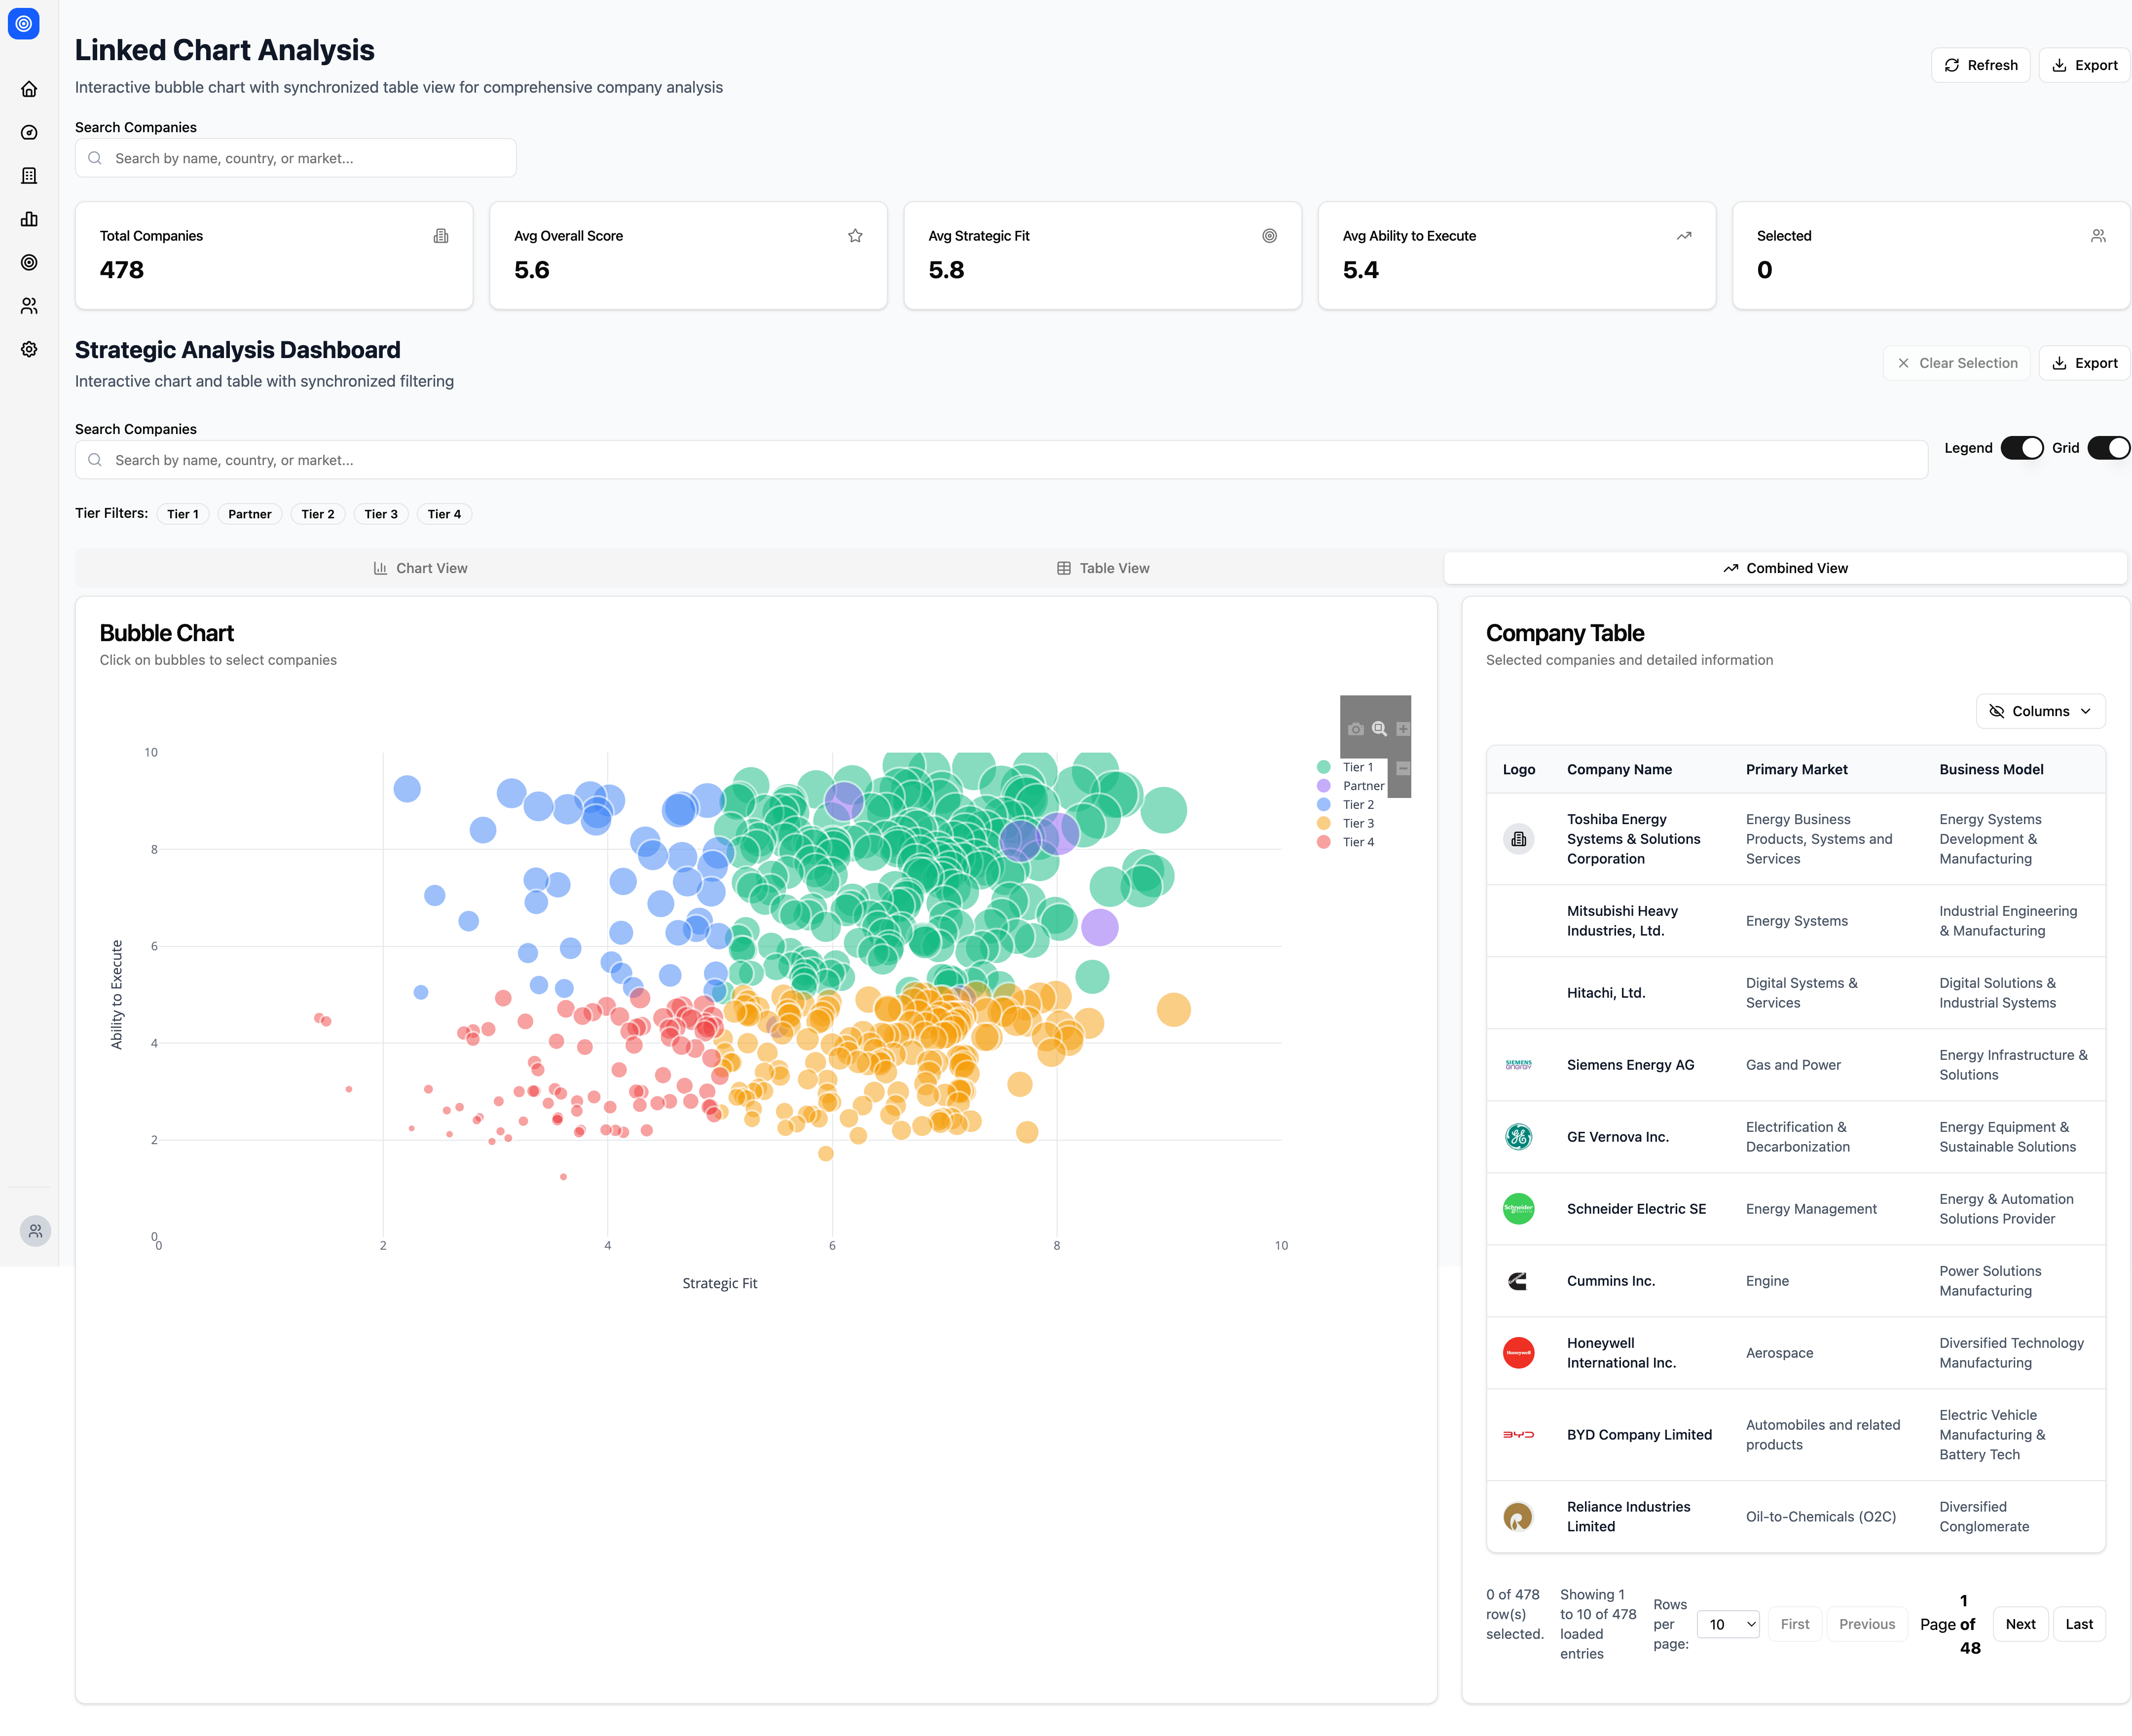 Linked Chart Analysis
Interactive bubble chart with synchronized table view for comprehensive company analysis
Refresh
Export
Search Companies
Search by name, country, or market...
Total Companies
478
Avg Overall Score
5.6
Avg Strategic Fit
5.8
Avg Ability to Execute
5.4
Selected
0
Strategic Analysis Dashboard
Interactive chart and table with synchronized filtering
Clear Selection
Export
Search Companies
Search by name, country, or market...
Legend
Grid
Tier Filters:
Tier 1
Partner
Tier 2
Tier 3
Tier 4
Chart View
Table View
Combined View
Bubble Chart
Click on bubbles to select companies
Tier 1
Partner
Tier 2
Tier 3
Tier 4
10
8
6
4
2
0
Ability to Execute
0
2
4
6
8
10
Strategic Fit
Company Table
Selected companies and detailed information
Columns
Logo
Company Name
Primary Market
Business Model
Toshiba Energy
Systems & Solutions
Corporation
Energy Business
Products, Systems and
Services
Energy Systems
Development &
Manufacturing
Mitsubishi Heavy
Industries, Ltd.
Energy Systems
Industrial Engineering
& Manufacturing
Hitachi, Ltd.
Digital Systems &
Services
Digital Solutions &
Industrial Systems
SIEMENS
energy
Siemens Energy AG
Gas and Power
Energy Infrastructure &
Solutions
GE
GE Vernova Inc.
Electrification &
Decarbonization
Energy Equipment &
Sustainable Solutions
Schneider
Schneider Electric SE
Energy Management
Energy & Automation
Solutions Provider
Cummins Inc.
Engine
Power Solutions
Manufacturing
Honeywell
Honeywell
International Inc.
Aerospace
Diversified Technology
Manufacturing
BYD
BYD Company Limited
Automobiles and related
products
Electric Vehicle
Manufacturing &
Battery Tech
Reliance Industries
Limited
Oil-to-Chemicals (O2C)
Diversified
Conglomerate
0 of 478
row(s)
selected.
Showing 1
to 10 of 478
loaded
entries
Rows
per
page:
10
First
Previous
Page
1
of
48
Next
Last